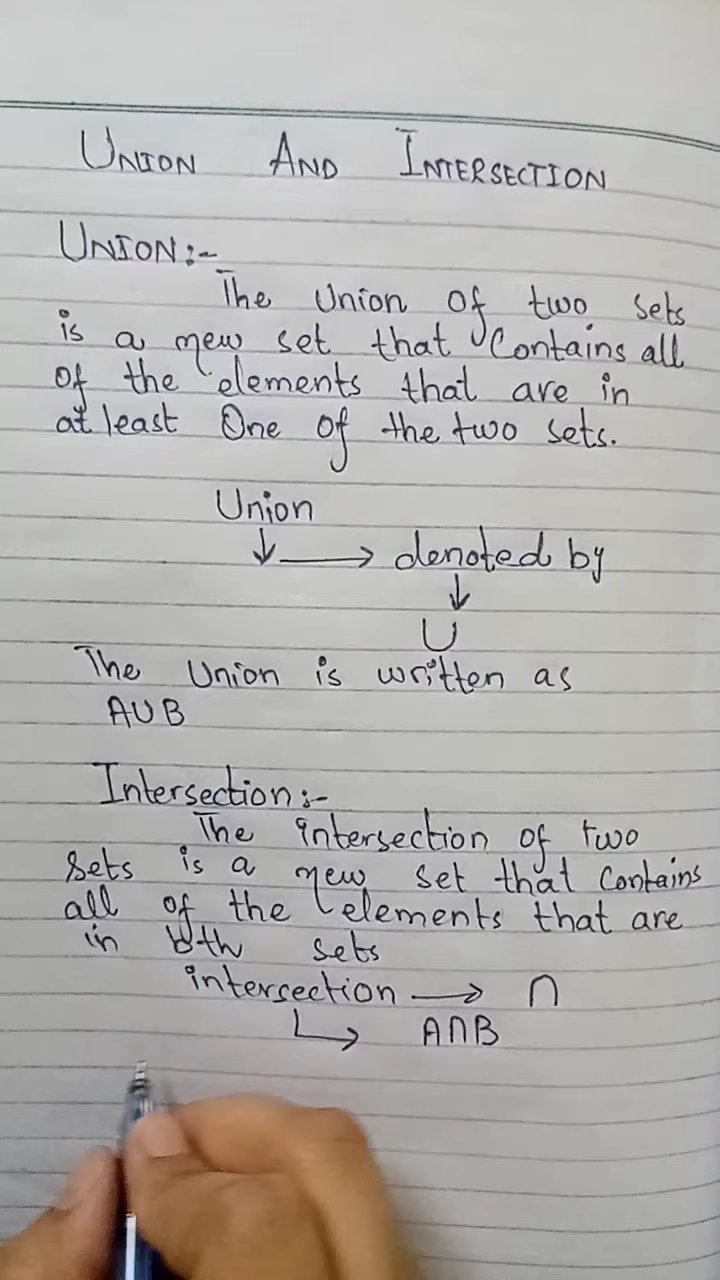 UNION AND INTERSECTION
UNION:-
The Union of two sets
is a new set that Contains all
of the elements that are in
at least One of the two sets.
Union
↓ → denoted by
↓
U
The Union is written as
A∪B
Intersection:-
The intersection of two
Sets is a new set that Contains
all of the elements that are
in both sets
intersection → ∩
↳ A∩B